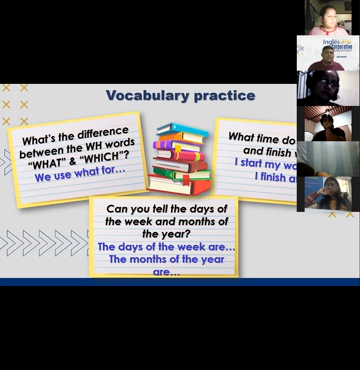 Vocabulary practice
What's the difference
between the WH words
"WHAT" & "WHICH"?
We use what for...
What time do
and finish
I start my wo
I finish a
Can you tell the days of
the week and months of
the year?
The days of the week are...
The months of the year
are...
Inglés
Corporative